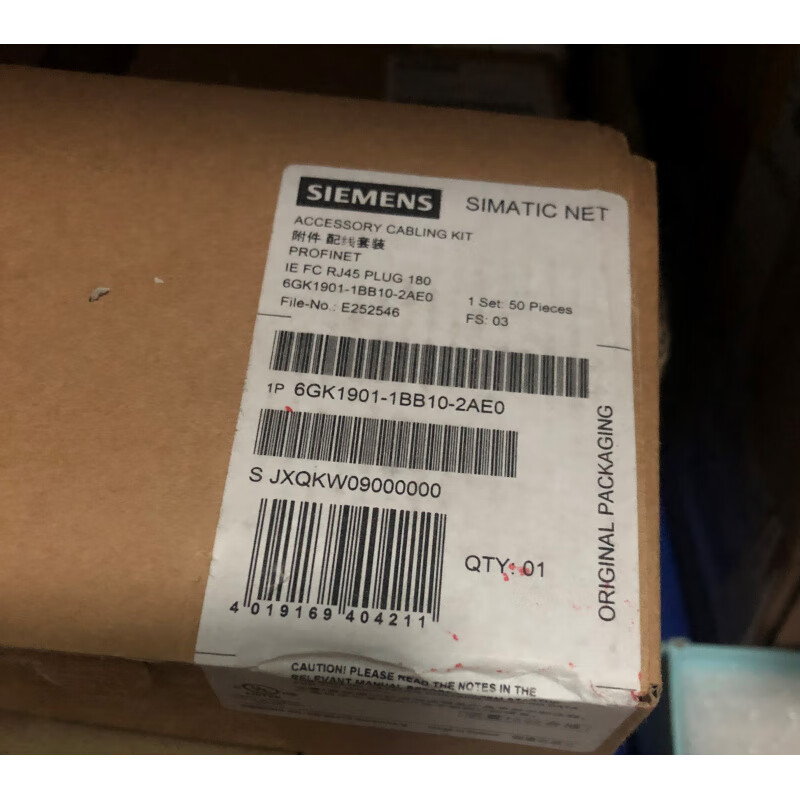 SIEMENS
SIMATIC NET
ACCESSORY CABLING KIT
附件 配线套装
PROFINET
IE FC RJ45 PLUG 180
6GK1901-1BB10-2AE0
1 Set: 50 Pieces
File-No.: E252546
FS: 03
1P 6GK1901-1BB10-2AE0
S JXQKW09000000
QTY: 01
4 019169 404211
ORIGINAL PACKAGING
CAUTION! PLEASE READ THE NOTES IN THE
RELEVANT MANUAL